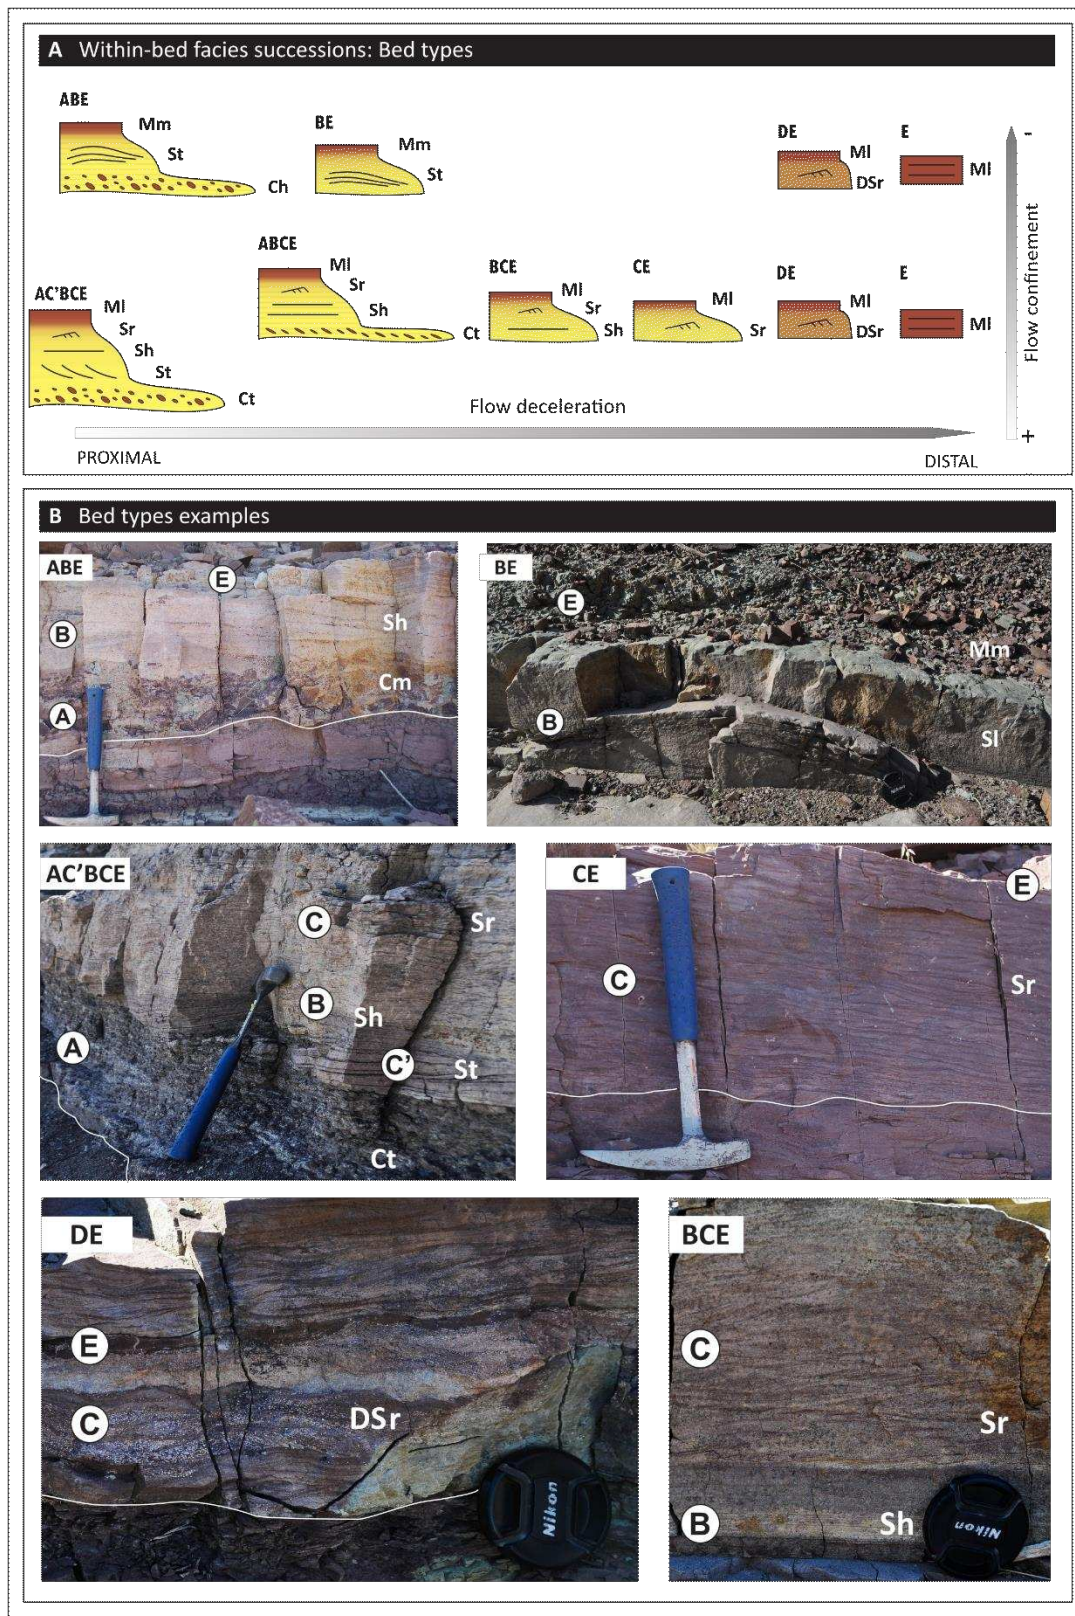 A Within-bed facies successions: Bed types
ABE
Mm
St
Ch
BE
Mm
St
DE
Ml
DSr
E
Ml
-
ABCE
Ml
Sr
Sh
Ct
BCE
Ml
Sr
Sh
CE
Ml
Sr
DE
Ml
DSr
E
Ml
AC'BCE
Ml
Sr
Sh
St
Ct
Flow confinement
+
Flow deceleration
PROXIMAL
DISTAL
B Bed types examples
ABE
E
B
Sh
Cm
A
BE
E
Mm
B
Sl
Nikon
AC'BCE
C
Sr
B
Sh
A
C'
St
Ct
CE
E
C
Sr
DE
E
C
DSr
Nikon
BCE
C
Sr
B
Sh
Nikon